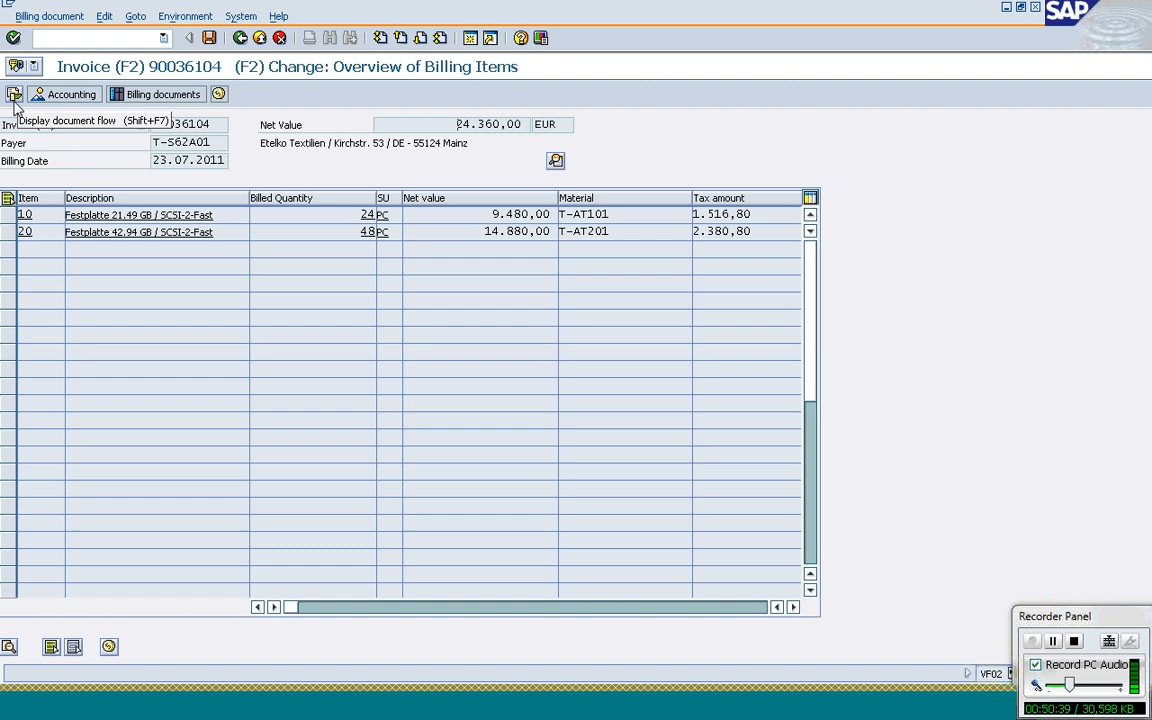 Billing document Edit Goto Environment System Help
SAP
Invoice (F2) 90036104 (F2) Change: Overview of Billing Items
Accounting Billing documents
Display document flow (Shift+F7)
0036104 Net Value 24.360,00 EUR
Payer T-S62A01 Etelko Textilien / Kirchstr. 53 / DE - 55124 Mainz
Billing Date 23.07.2011
Item Description Billed Quantity SU Net value Material Tax amount
10 Festplatte 21.49 GB / SCSI-2-Fast 24 PC 9.480,00 T-AT101 1.516,80
20 Festplatte 42.94 GB / SCSI-2-Fast 48 PC 14.880,00 T-AT201 2.380,80
Recorder Panel
Record PC Audio
VF02
00:50:39 / 30,598 KB